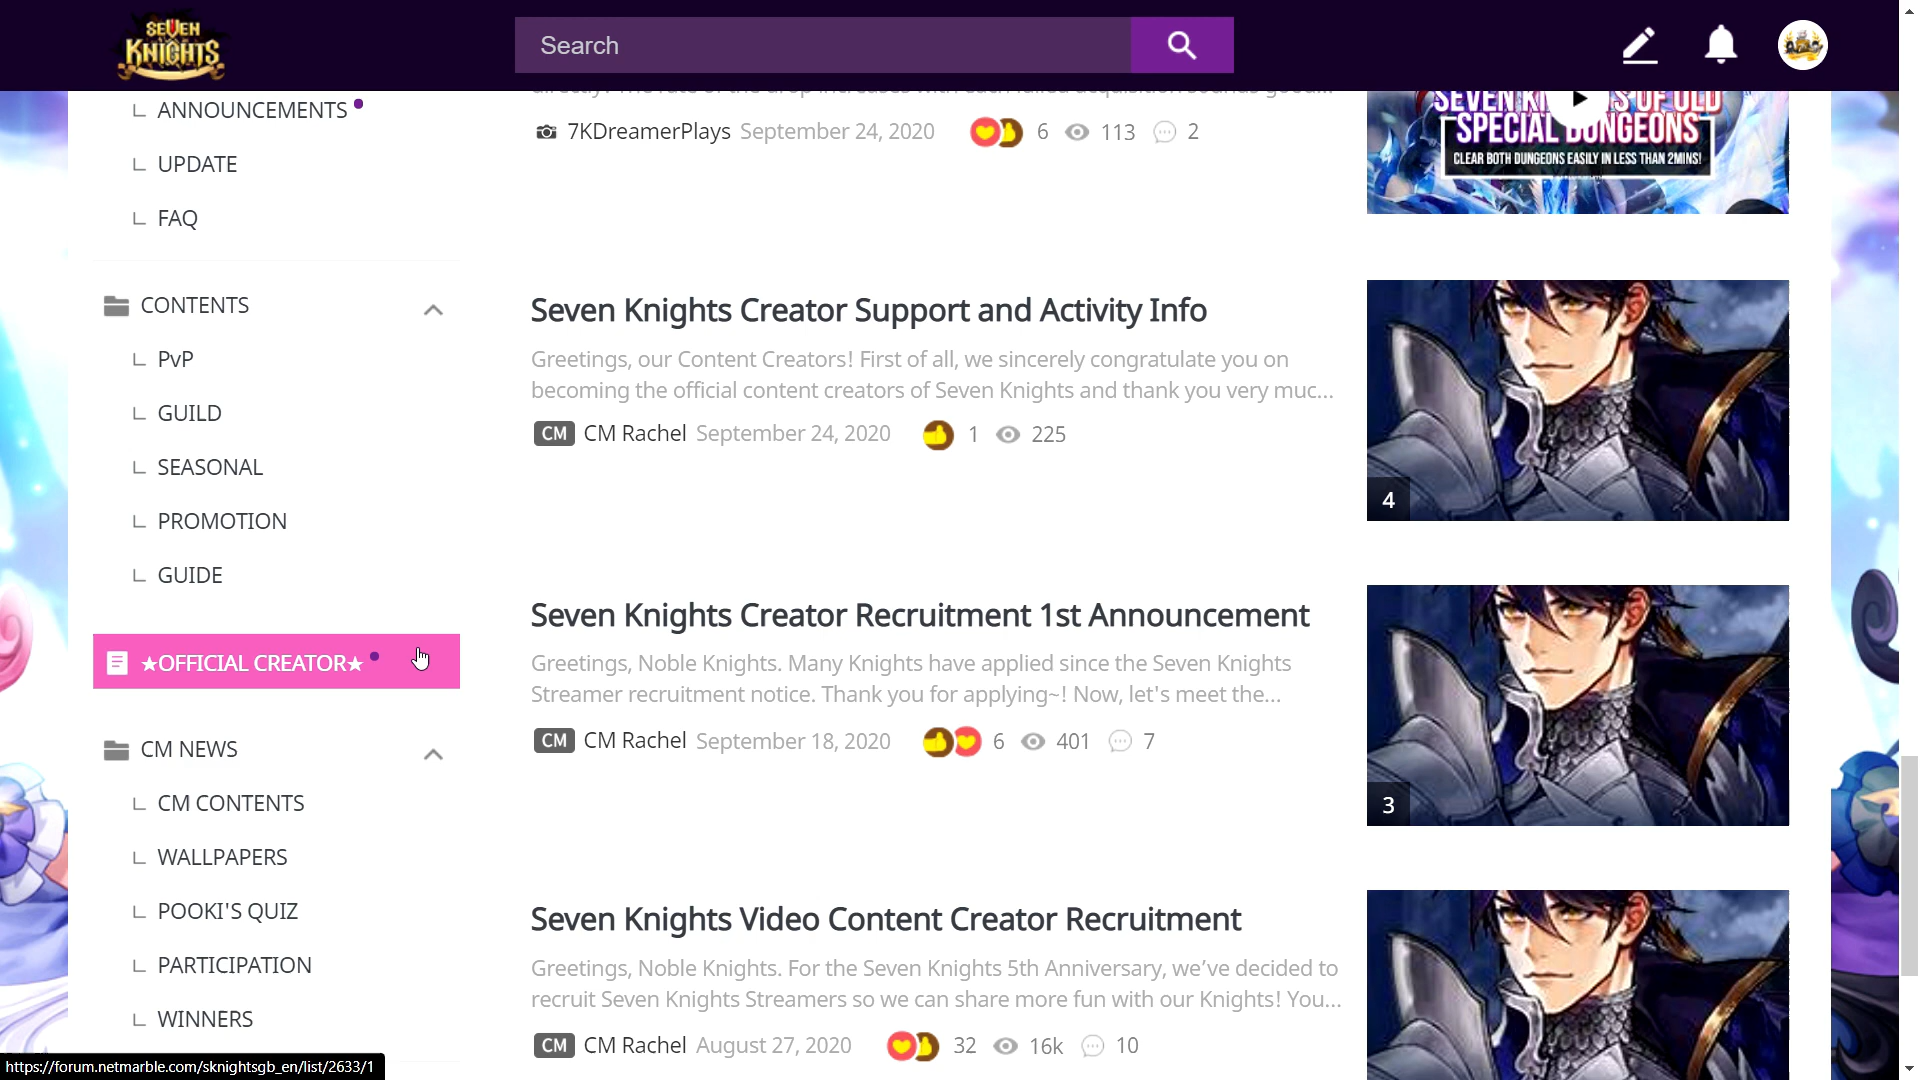 SEVEN KNIGHTS
Search
ANNOUNCEMENTS
UPDATE
FAQ
CONTENTS
PvP
GUILD
SEASONAL
PROMOTION
GUIDE
★OFFICIAL CREATOR★
CM NEWS
CM CONTENTS
WALLPAPERS
POOKI'S QUIZ
PARTICIPATION
WINNERS
7KDreamerPlays September 24, 2020 6 113 2
SPECIAL DUNGEONS
CLEAR BOTH DUNGEONS EASILY IN LESS THAN 2MINS!
Seven Knights Creator Support and Activity Info
Greetings, our Content Creators! First of all, we sincerely congratulate you on
becoming the official content creators of Seven Knights and thank you very muc...
CM CM Rachel September 24, 2020 1 225
4
Seven Knights Creator Recruitment 1st Announcement
Greetings, Noble Knights. Many Knights have applied since the Seven Knights
Streamer recruitment notice. Thank you for applying~! Now, let's meet the...
CM CM Rachel September 18, 2020 6 401 7
3
Seven Knights Video Content Creator Recruitment
Greetings, Noble Knights. For the Seven Knights 5th Anniversary, we've decided to
recruit Seven Knights Streamers so we can share more fun with our Knights! You...
CM CM Rachel August 27, 2020 32 16k 10
https://forum.netmarble.com/sknightsgb_en/list/2633/1